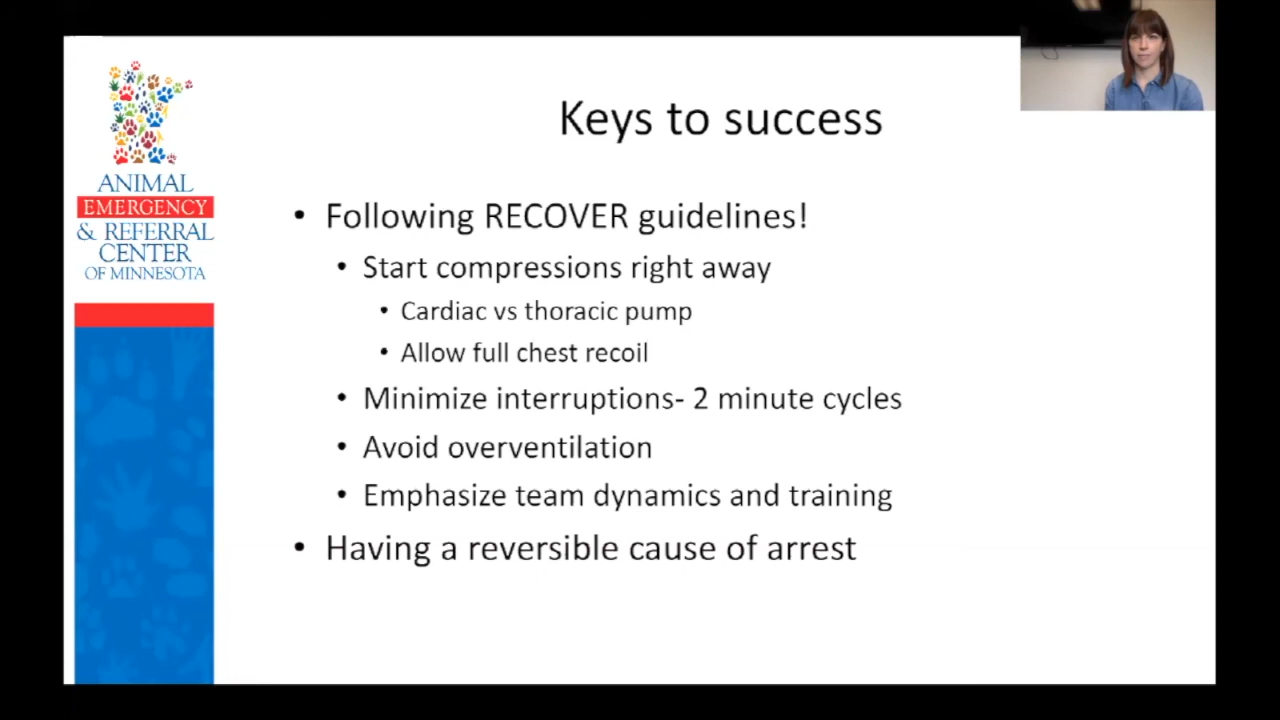 ANIMAL
EMERGENCY
& REFERRAL
CENTER
OF MINNESOTA
Keys to success
• Following RECOVER guidelines!
• Start compressions right away
• Cardiac vs thoracic pump
• Allow full chest recoil
• Minimize interruptions- 2 minute cycles
• Avoid overventilation
• Emphasize team dynamics and training
• Having a reversible cause of arrest